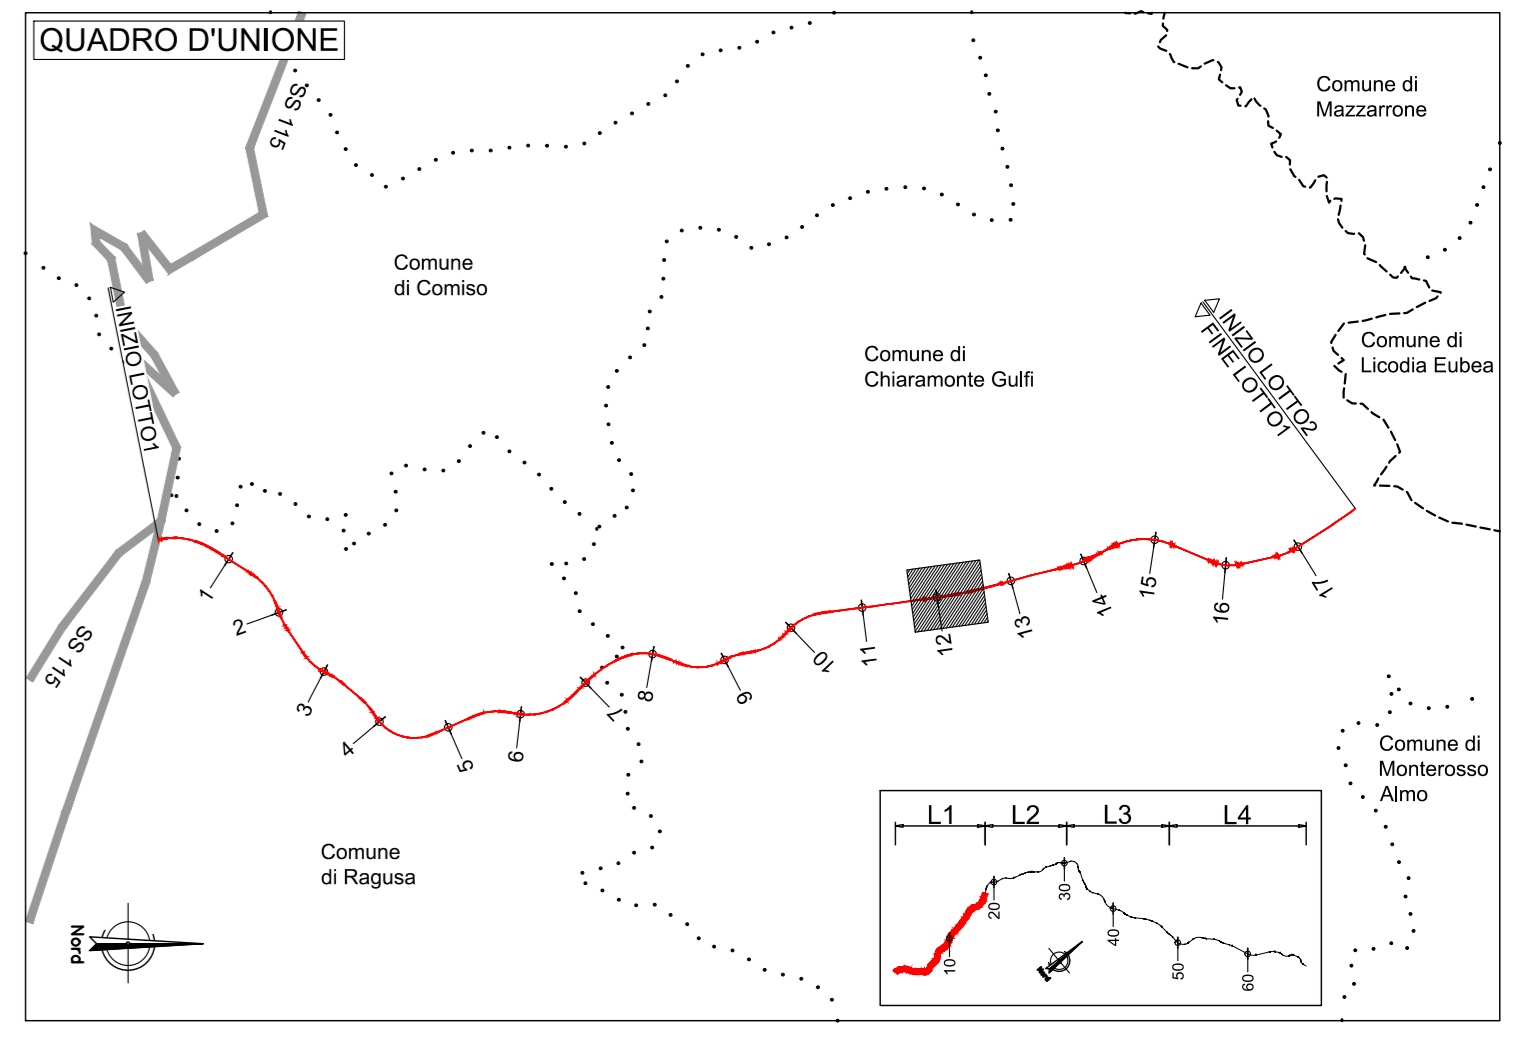 QUADRO D'UNIONE
SS 115
Comune di
Mazzarrone
Comune
di Comiso
INIZIO LOTTO1
Comune di
Chiaramonte Gulfi
INIZIO LOTTO2
FINE LOTTO1
Comune di
Licodia Eubea
1
2
3
4
5
6
7
8
9
10
11
12
13
14
15
16
17
SS 115
Comune di
Monterosso
Almo
Comune
di Ragusa
Nord
L1 L2 L3 L4
10
20
30
40
50
60
Nord